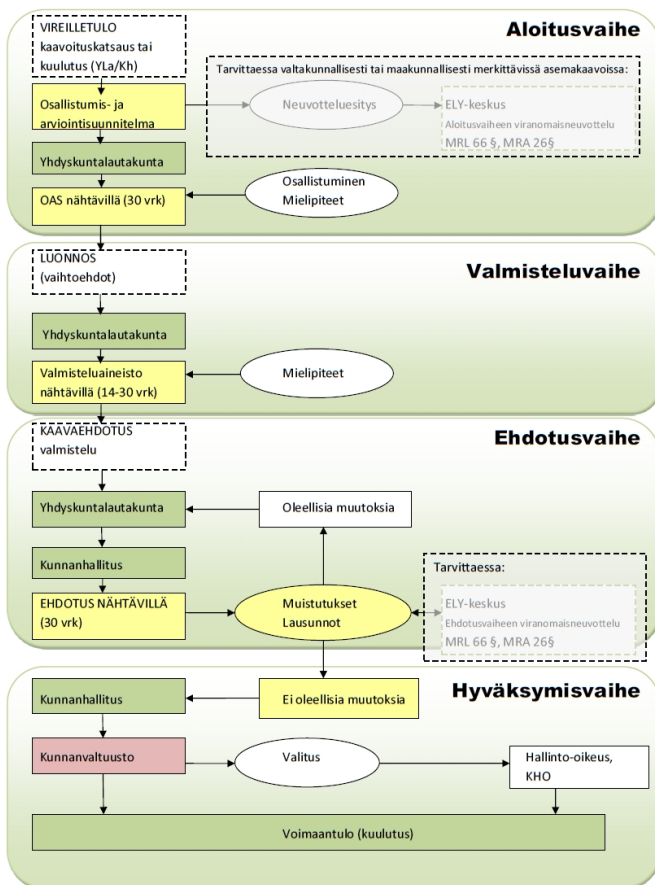 Aloitusvaihe
VIREILLETULO
kaavoituskatsaus tai
kuulutus (YLa/Kh)
Tarvittaessa valtakunnallisesti tai maakunnallisesti merkittävissä asemakaavoissa:
Osallistumis- ja
arviointisuunnitelma
Neuvotteluesitys
ELY-keskus
Aloitusvaiheen viranomaisneuvottelu
MRL 66 §, MRA 26§
Yhdyskuntalautakunta
OAS nähtävillä (30 vrk)
Osallistuminen
Mielipiteet
Valmisteluvaihe
LUONNOS
(vaihtoehdot)
Yhdyskuntalautakunta
Valmisteluaineisto
nähtävillä (14-30 vrk)
Mielipiteet
Ehdotusvaihe
KAAVAEHDOTUS
valmistelu
Yhdyskuntalautakunta
Oleellisia muutoksia
Kunnanhallitus
EHDOTUS NÄHTÄVILLÄ
(30 vrk)
Muistutukset
Lausunnot
Tarvittaessa:
ELY-keskus
Ehdotusvaiheen viranomaisneuvottelu
MRL 66 §, MRA 26§
Hyväksymisvaihe
Kunnanhallitus
Ei oleellisia muutoksia
Kunnanvaltuusto
Valitus
Hallinto-oikeus,
KHO
Voimaantulo (kuulutus)